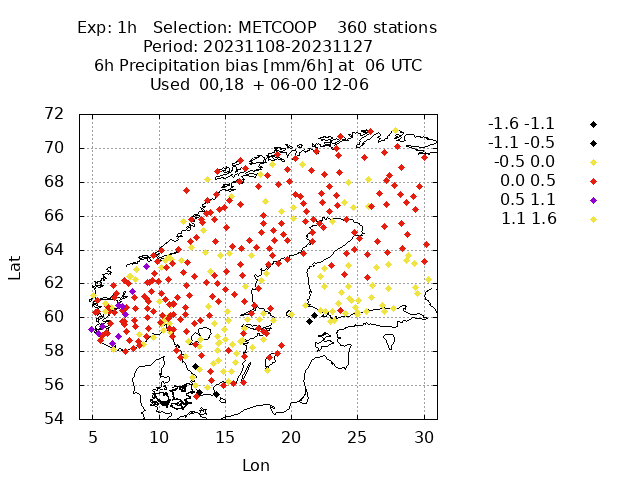 Exp: 1h   Selection: METCOOP    360 stations
Period: 20231108-20231127
6h Precipitation bias [mm/6h] at  06 UTC
Used 00,18  + 06-00 12-06
72
70
68
66
64
62
60
58
56
54
Lat
5 10 15 20 25 30
Lon
-1.6 -1.1
-1.1 -0.5
-0.5 0.0
0.0 0.5
0.5 1.1
1.1 1.6